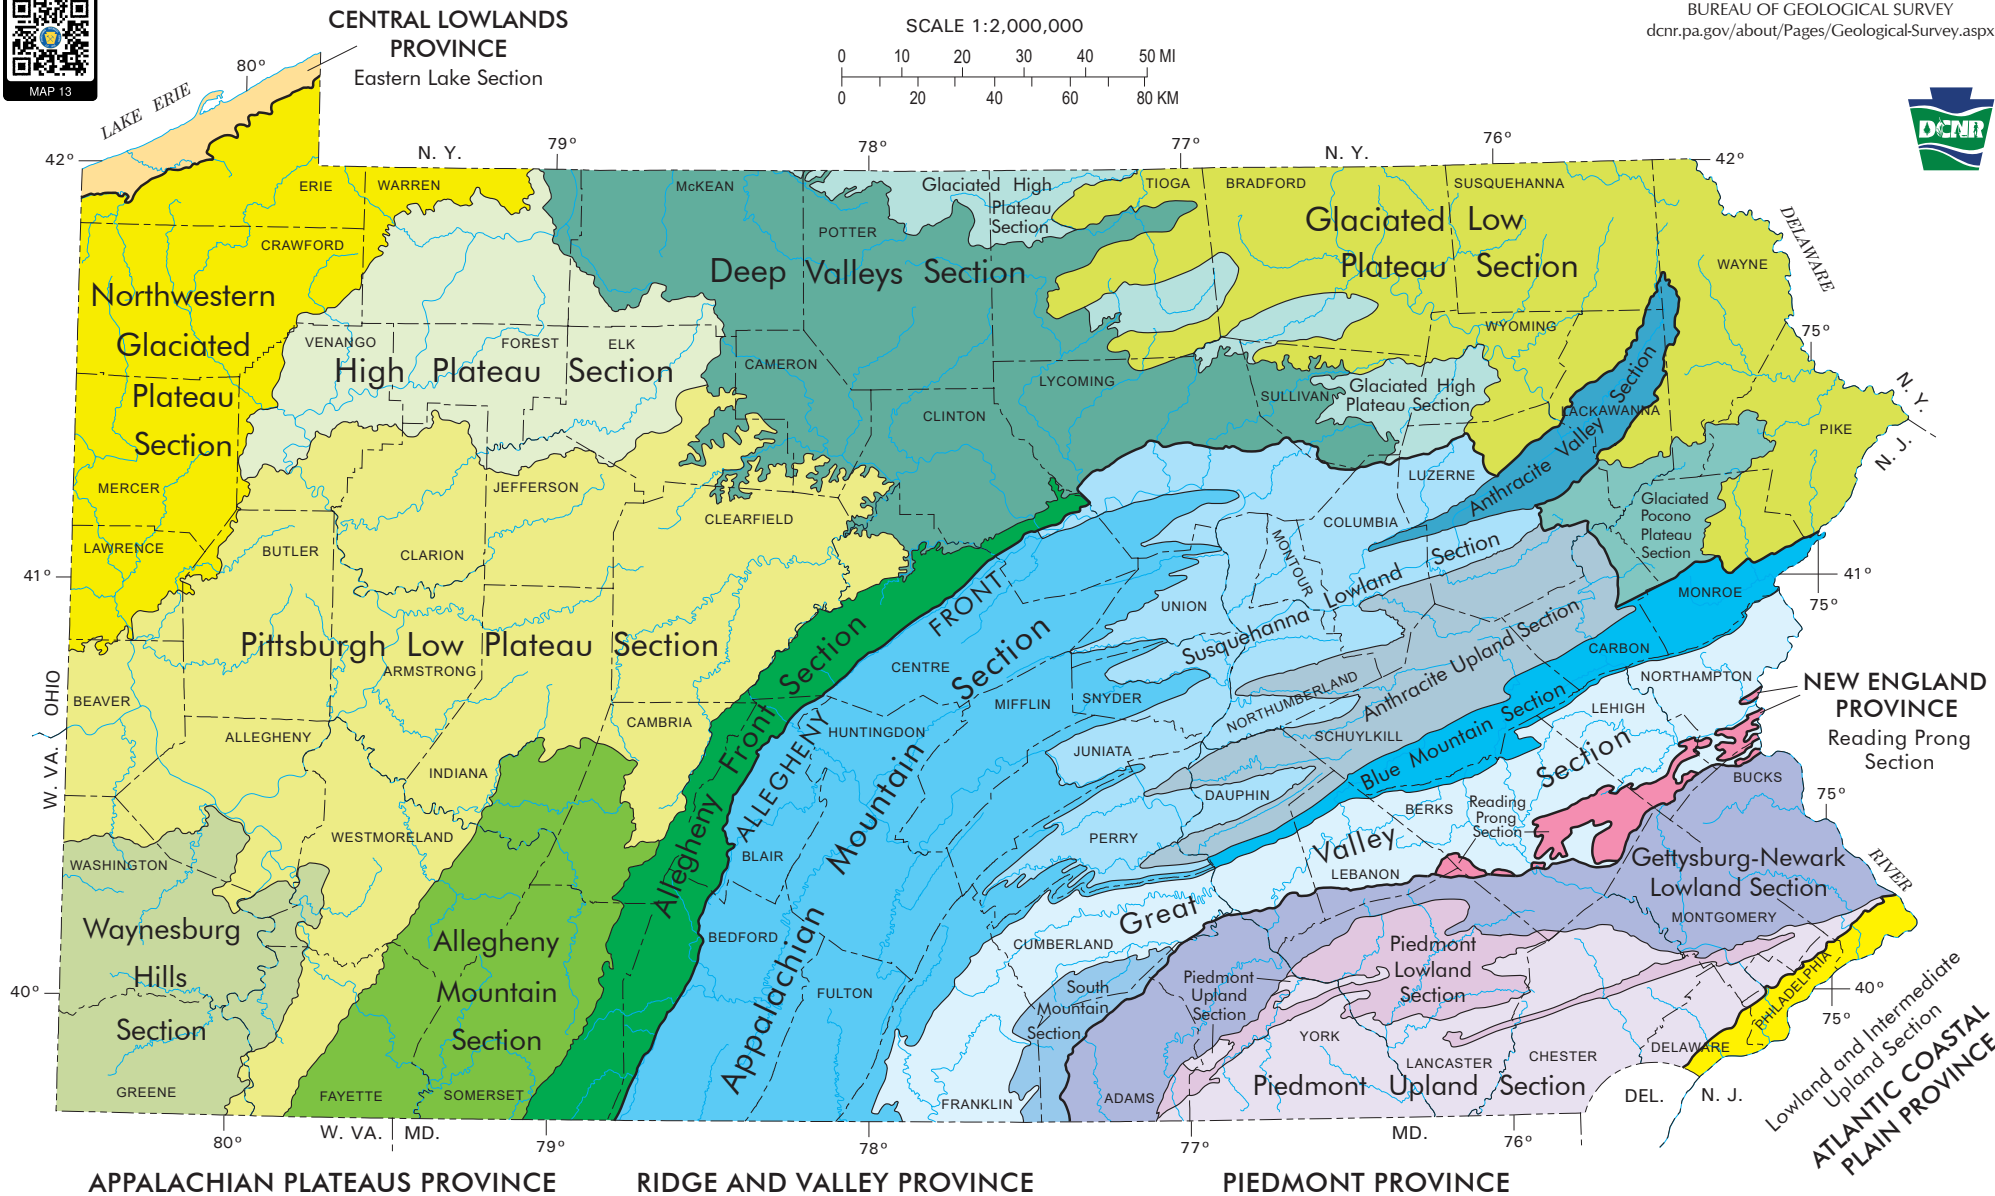 MAP 13
CENTRAL LOWLANDS
PROVINCE
Eastern Lake Section
SCALE 1:2,000,000
0 10 20 30 40 50 MI
0 20 40 60 80 KM
BUREAU OF GEOLOGICAL SURVEY
dcnr.pa.gov/about/Pages/Geological-Survey.aspx
DCNR
LAKE ERIE
80°
79°
78°
77°
76°
42°
42°
N. Y.
N. Y.
ERIE
WARREN
McKEAN
POTTER
TIOGA
BRADFORD
SUSQUEHANNA
CRAWFORD
WAYNE
DELAWARE
Glaciated High
Plateau
Section
Glaciated Low
Plateau Section
Deep Valleys Section
Northwestern
Glaciated
Plateau
Section
VENANGO
FOREST
ELK
High Plateau Section
CAMERON
LYCOMING
CLINTON
SULLIVAN
Glaciated High
Plateau Section
WYOMING
LACKAWANNA
75°
N. Y.
N. J.
PIKE
Anthracite Valley Section
LUZERNE
COLUMBIA
Glaciated
Pocono
Plateau
Section
MERCER
LAWRENCE
BUTLER
CLARION
JEFFERSON
CLEARFIELD
MONTOUR
UNION
Susquehanna Lowland Section
41°
41°
75°
MONROE
CARBON
Pittsburgh Low Plateau Section
ARMSTRONG
BEAVER
ALLEGHENY
INDIANA
CAMBRIA
CENTRE
MIFFLIN
SNYDER
NORTHUMBERLAND
Anthracite Upland Section
SCHUYLKILL
NORTHAMPTON
LEHIGH
HUNTINGDON
JUNIATA
Blue Mountain Section
DAUPHIN
PERRY
BERKS
LEBANON
Great Valley Section
Reading
Prong
Section
NEW ENGLAND
PROVINCE
Reading Prong
Section
BUCKS
75°
RIVER
OHIO
W. VA.
Allegheny Front Section
ALLEGHENY FRONT
Appalachian Mountain Section
WESTMORELAND
WASHINGTON
BLAIR
BEDFORD
FULTON
CUMBERLAND
Waynesburg
Hills
Section
Allegheny
Mountain
Section
South
Mountain
Section
Piedmont
Upland
Section
Piedmont
Lowland
Section
Gettysburg-Newark
Lowland Section
MONTGOMERY
PHILADELPHIA
40°
40°
75°
YORK
LANCASTER
CHESTER
DELAWARE
GREENE
FAYETTE
SOMERSET
FRANKLIN
ADAMS
Piedmont Upland Section
DEL.
N. J.
Lowland and Intermediate
Upland Section
ATLANTIC COASTAL
PLAIN PROVINCE
80°
W. VA.
MD.
79°
78°
77°
MD.
76°
APPALACHIAN PLATEAUS PROVINCE
RIDGE AND VALLEY PROVINCE
PIEDMONT PROVINCE